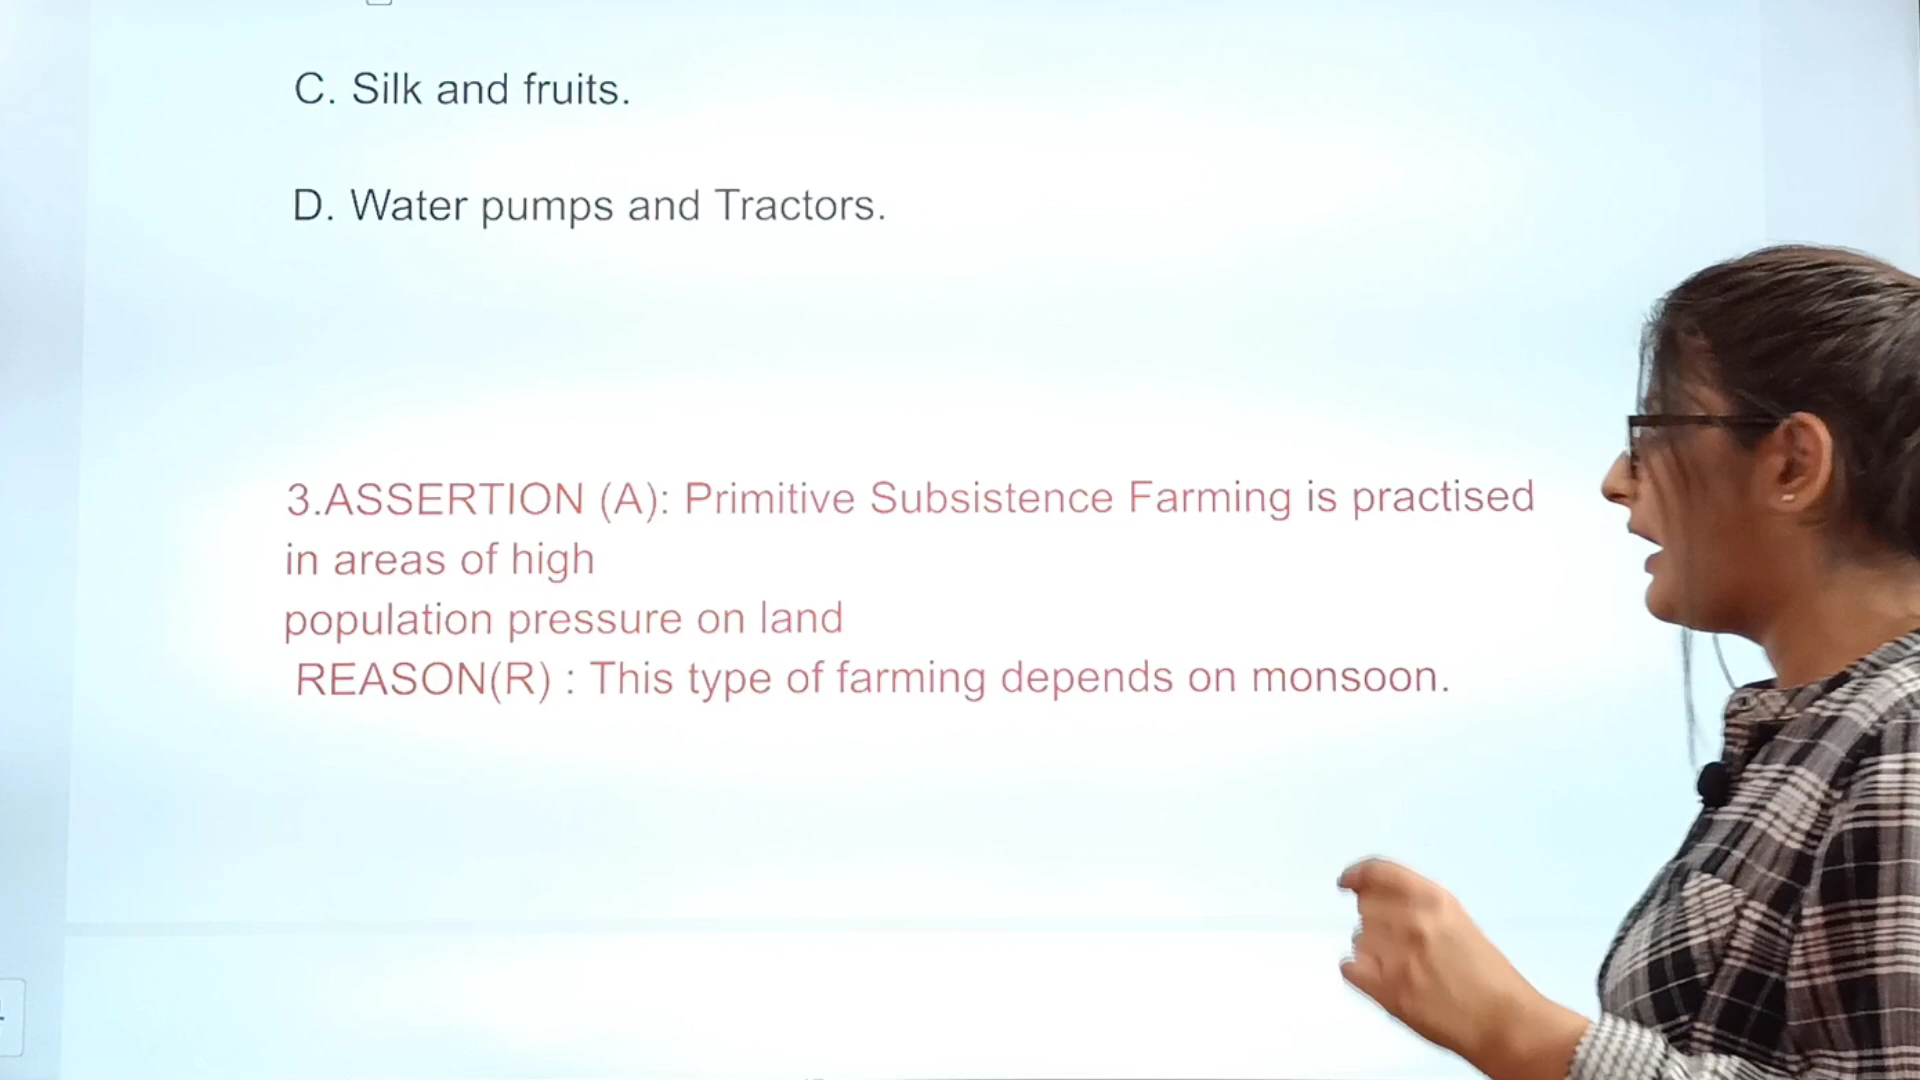 C. Silk and fruits.
D. Water pumps and Tractors.
3.ASSERTION (A): Primitive Subsistence Farming is practised
in areas of high
population pressure on land
REASON(R) : This type of farming depends on monsoon.